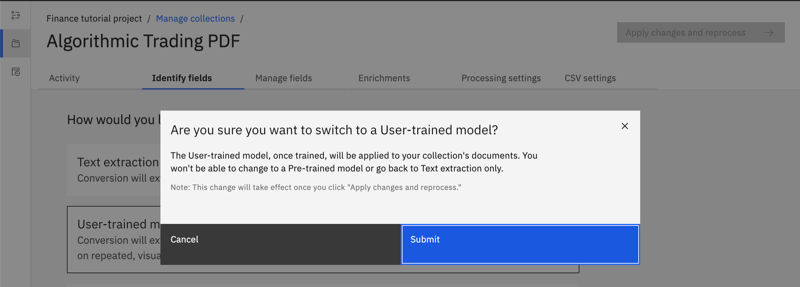 Finance tutorial project / Manage collections /
Algorithmic Trading PDF
Apply changes and reprocess
Activity Identify fields Manage fields Enrichments Processing settings CSV settings
How would you l
Are you sure you want to switch to a User-trained model?
Text extraction
The User-trained model, once trained, will be applied to your collection's documents. You
won't be able to change to a Pre-trained model or go back to Text extraction only.
Conversion will ex
Note: This change will take effect once you click "Apply changes and reprocess."
User-trained m
Conversion will ex
on repeated, visua
Cancel Submit